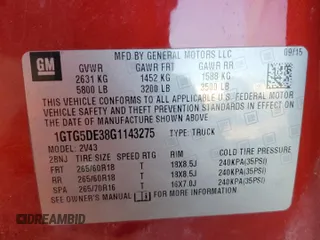 GM
MFD BY GENERAL MOTORS LLC 09/15
GVWR GAWR FRT GAWR RR
2631 KG 1452 KG 1588 KG
5800 LB 3200 LB 3500 LB
THIS VEHICLE CONFORMS TO ALL APPLICABLE U.S. FEDERAL MOTOR VEHICLE SAFETY AND THEFT PREVENTION STANDARDS IN EFFECT ON THE DATE OF MANUFACTURE SHOWN ABOVE.
1GTG5DE38G1143275 TYPE: TRUCK
MODEL: 2V43
2BNJ TIRE SIZE SPEED RTG RIM COLD TIRE PRESSURE
FRT 265/60R18 T 18X8.5J 240KPA(35PSI)
RR 265/60R18 T 18X8.5J 240KPA(35PSI)
SPA 265/70R16 T 16X7.0J 240KPA(35PSI)
SEE OWNER'S MANUAL FOR MORE INFORMATION.
DREAMBID